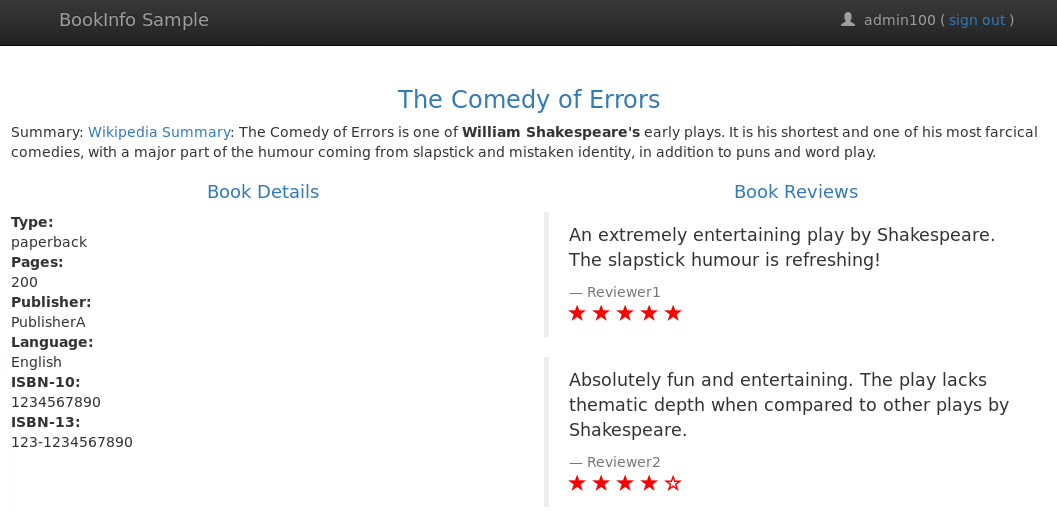 BookInfo Sample
admin100 ( sign out )
The Comedy of Errors
Summary: Wikipedia Summary: The Comedy of Errors is one of William Shakespeare's early plays. It is his shortest and one of his most farcical
comedies, with a major part of the humour coming from slapstick and mistaken identity, in addition to puns and word play.
Book Details
Type:
paperback
Pages:
200
Publisher:
PublisherA
Language:
English
ISBN-10:
1234567890
ISBN-13:
123-1234567890
Book Reviews
An extremely entertaining play by Shakespeare.
The slapstick humour is refreshing!
— Reviewer1
Absolutely fun and entertaining. The play lacks
thematic depth when compared to other plays by
Shakespeare.
— Reviewer2